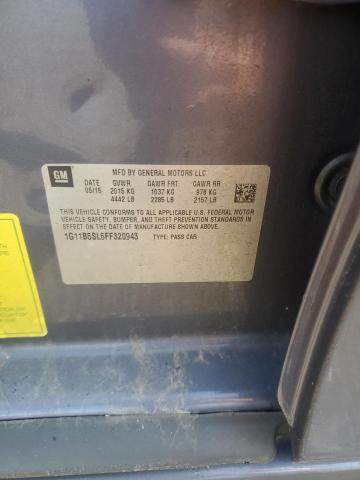 GM
MFD BY GENERAL MOTORS LLC
DATE GVWR GAWR FRT GAWR RR
05/15 2015 KG 1037 KG 978 KG
4442 LB 2285 LB 2157 LB
THIS VEHICLE CONFORMS TO ALL APPLICABLE U.S. FEDERAL MOTOR
VEHICLE SAFETY, BUMPER, AND THEFT PREVENTION STANDARDS IN
EFFECT ON THE DATE OF MANUFACTURE SHOWN ABOVE.
1G11B5SL6FF320943 TYPE: PASS CAR